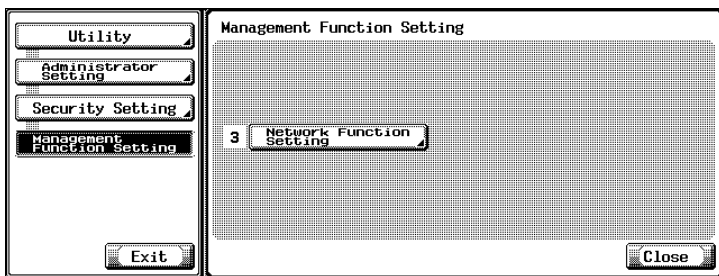 Utility
Administrator
Setting
Security Setting
Management
Function Setting
Exit
Management Function Setting
3 Network Function
Setting
Close